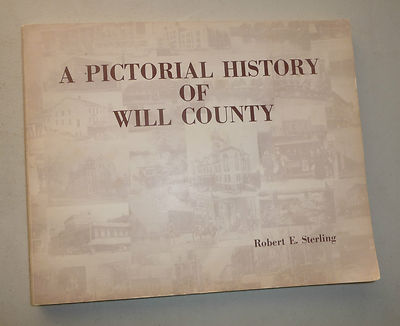 A PICTORIAL HISTORY
OF
WILL COUNTY
Robert E. Sterling